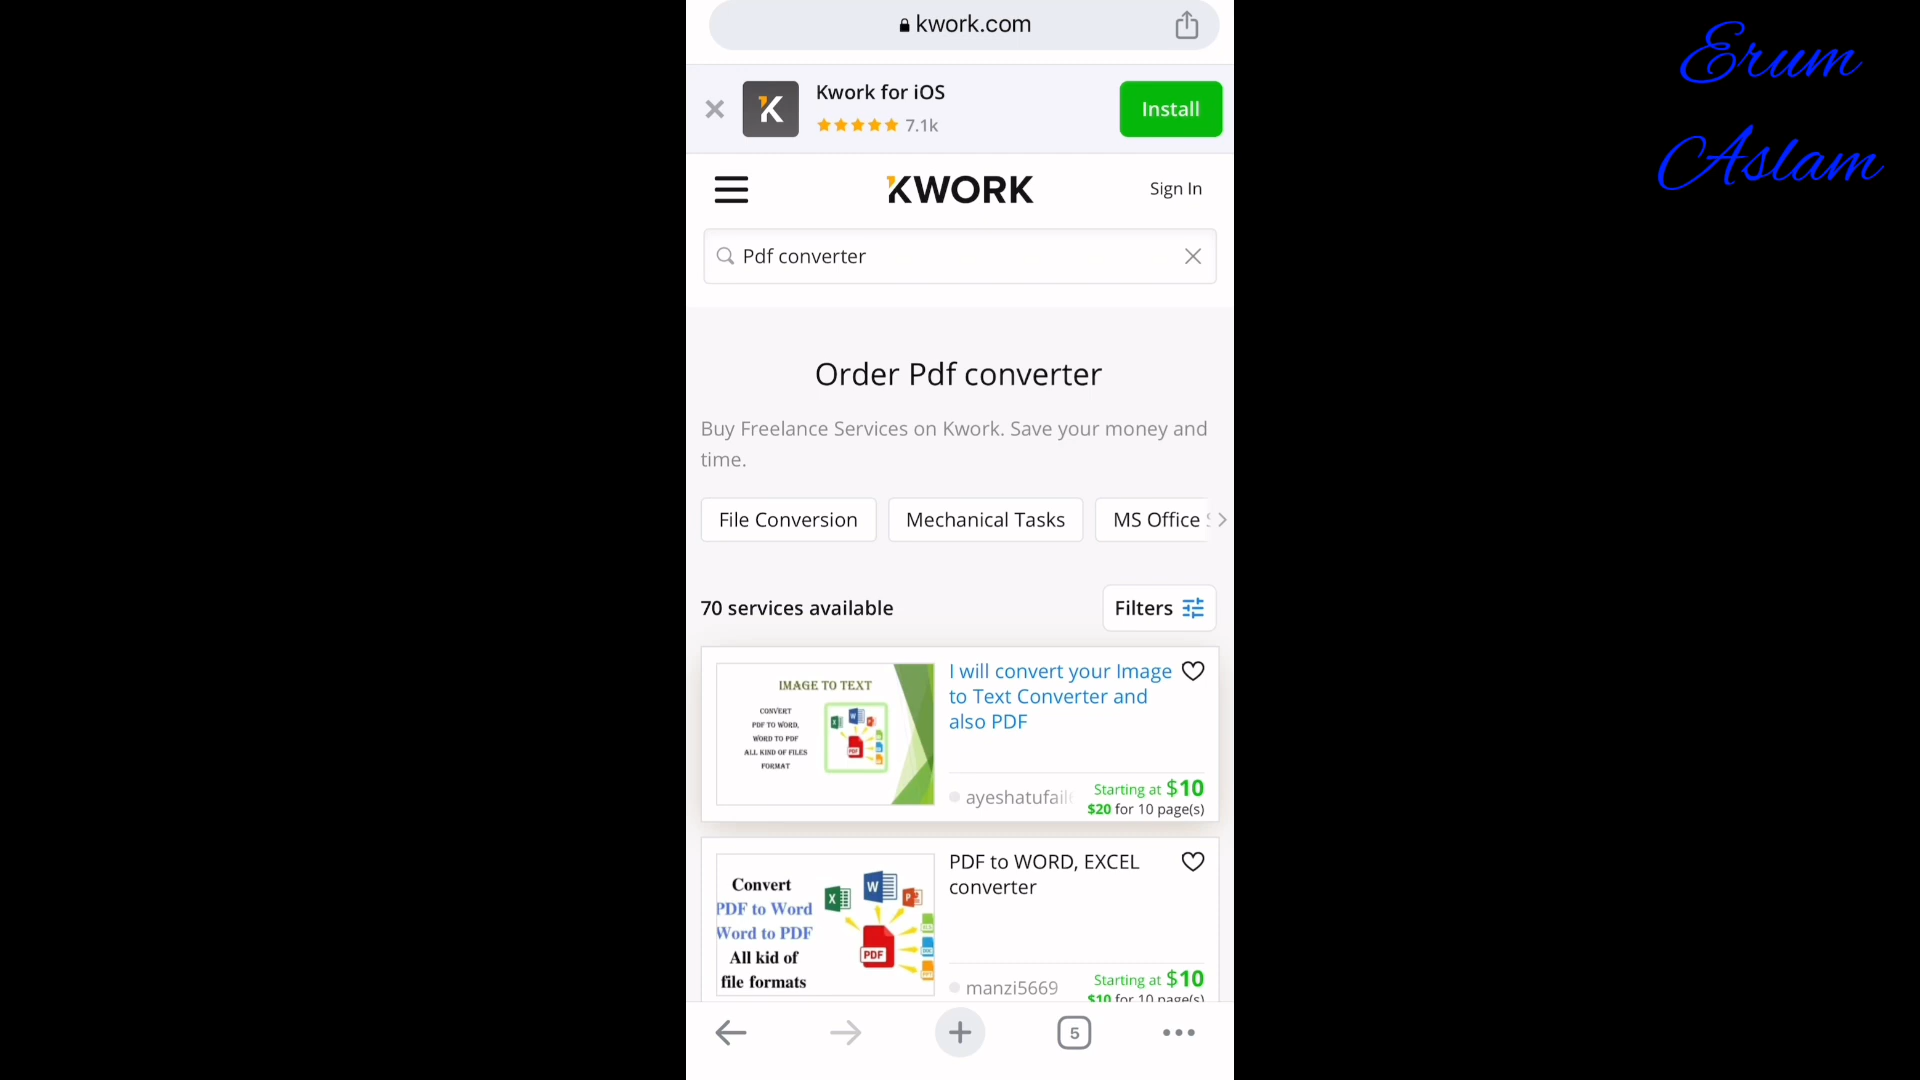 kwork.com
Erum
Aslam
Kwork for iOS
7.1k
Install
KWORK
Sign In
Pdf converter
Order Pdf converter
Buy Freelance Services on Kwork. Save your money and
time.
File Conversion
Mechanical Tasks
MS Office
70 services available
Filters
IMAGE TO TEXT
CONVERT
PDF TO WORD,
WORD TO PDF
ALL KIND OF FILES
FORMAT
I will convert your Image
to Text Converter and
also PDF
ayeshatufail
Starting at $10
$20 for 10 page(s)
Convert
PDF to Word
Word to PDF
All kid of
file formats
PDF
PDF to WORD, EXCEL
converter
manzi5669
Starting at $10
$10 for 10 page(s)
5